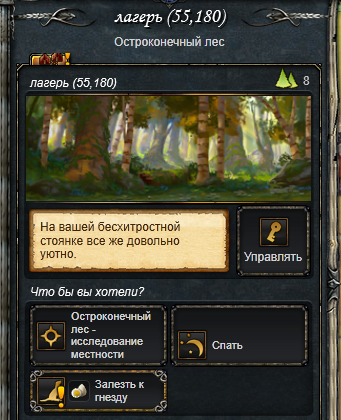 лагерь (55,180)
Остроконечный лес
лагерь (55,180)
8
На вашей бесхитростной
стоянке все же довольно
уютно.
Управлять
Что бы вы хотели?
Остроконечный
лес -
исследование
местности
Спать
Залезть к
гнезду